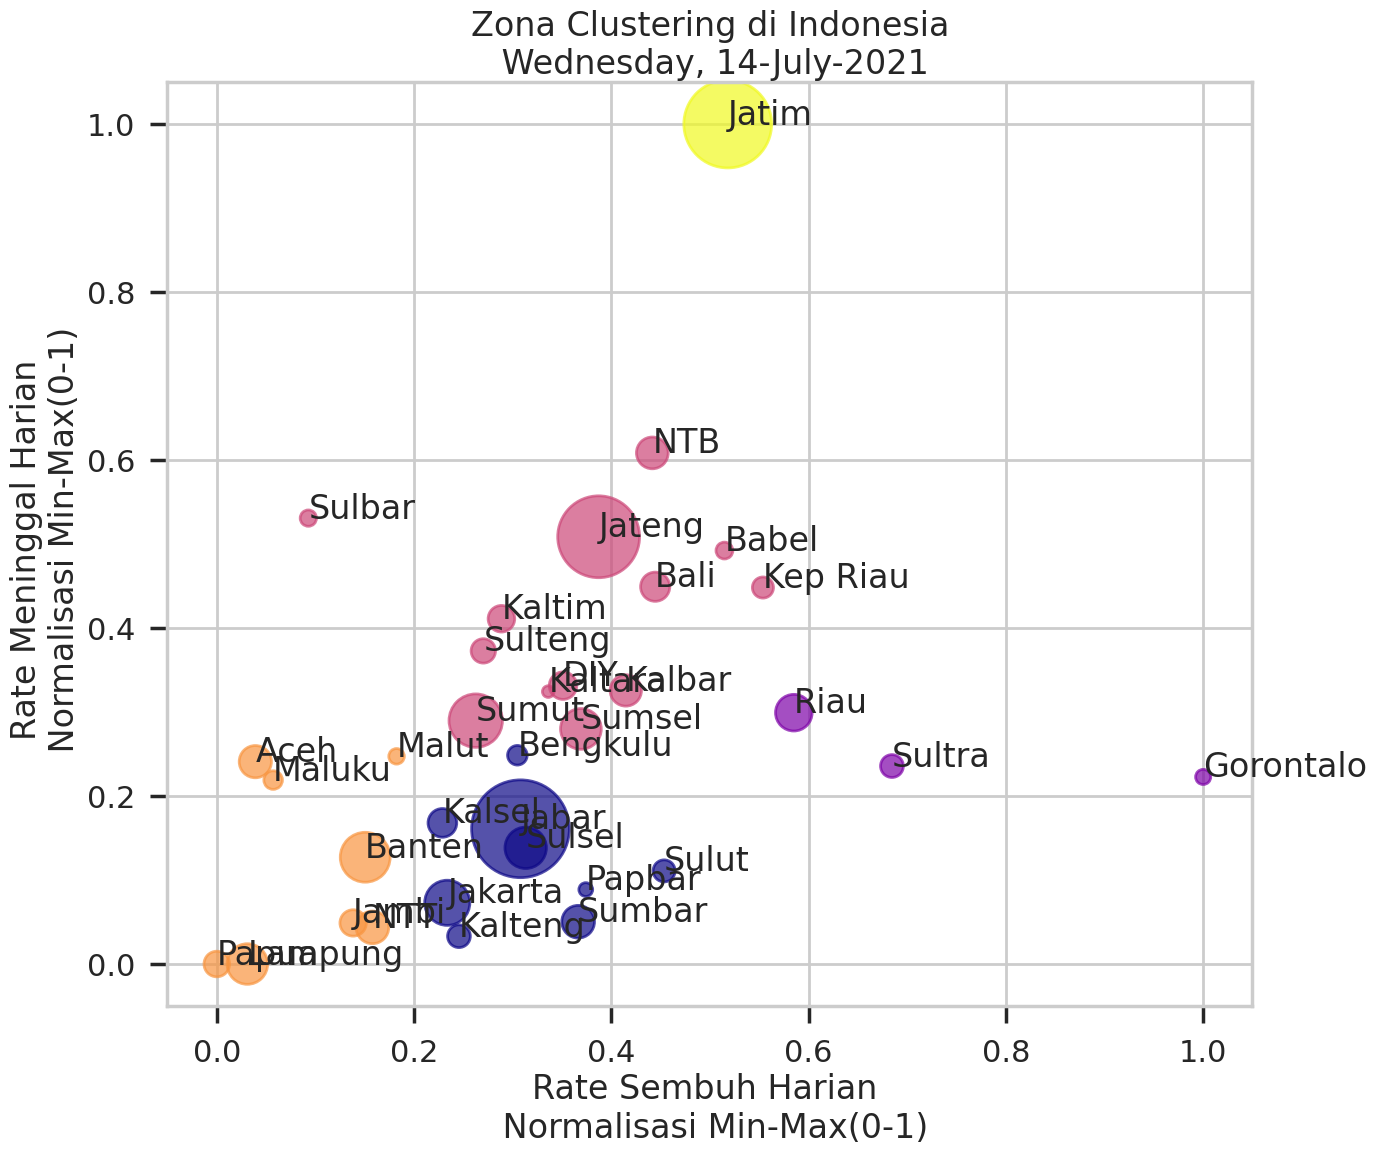 Zona Clustering di Indonesia
Wednesday, 14-July-2021
Rate Meninggal Harian
Normalisasi Min-Max(0-1)
1.0
0.8
0.6
0.4
0.2
0.0
Jatim
NTB
Sulbar
Jateng
Babel
Bali
Kep Riau
Kaltim
Sulteng
DIY
Kaltara
Kalbar
Sumut
Sumsel
Riau
Bengkulu
Aceh
Malut
Maluku
Sultra
Gorontalo
Kalsel
Jabar
Sulsel
Banten
Sulut
Papbar
Jakarta
Jambi
NTT
Sumbar
Kalteng
Papua
Lampung
0.0
0.2
0.4
0.6
0.8
1.0
Rate Sembuh Harian
Normalisasi Min-Max(0-1)